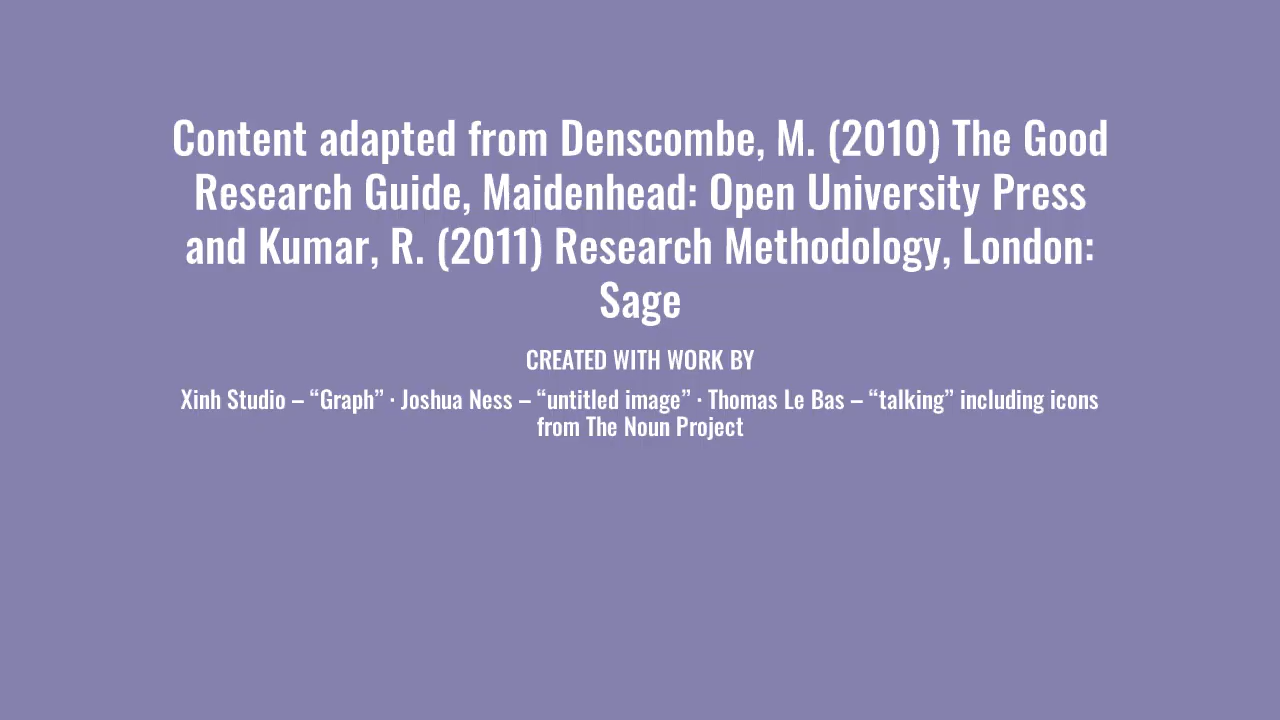 Content adapted from Denscombe, M. (2010) The Good
Research Guide, Maidenhead: Open University Press
and Kumar, R. (2011) Research Methodology, London:
Sage
CREATED WITH WORK BY
Xinh Studio – “Graph” · Joshua Ness – “untitled image” · Thomas Le Bas – “talking” including icons
from The Noun Project